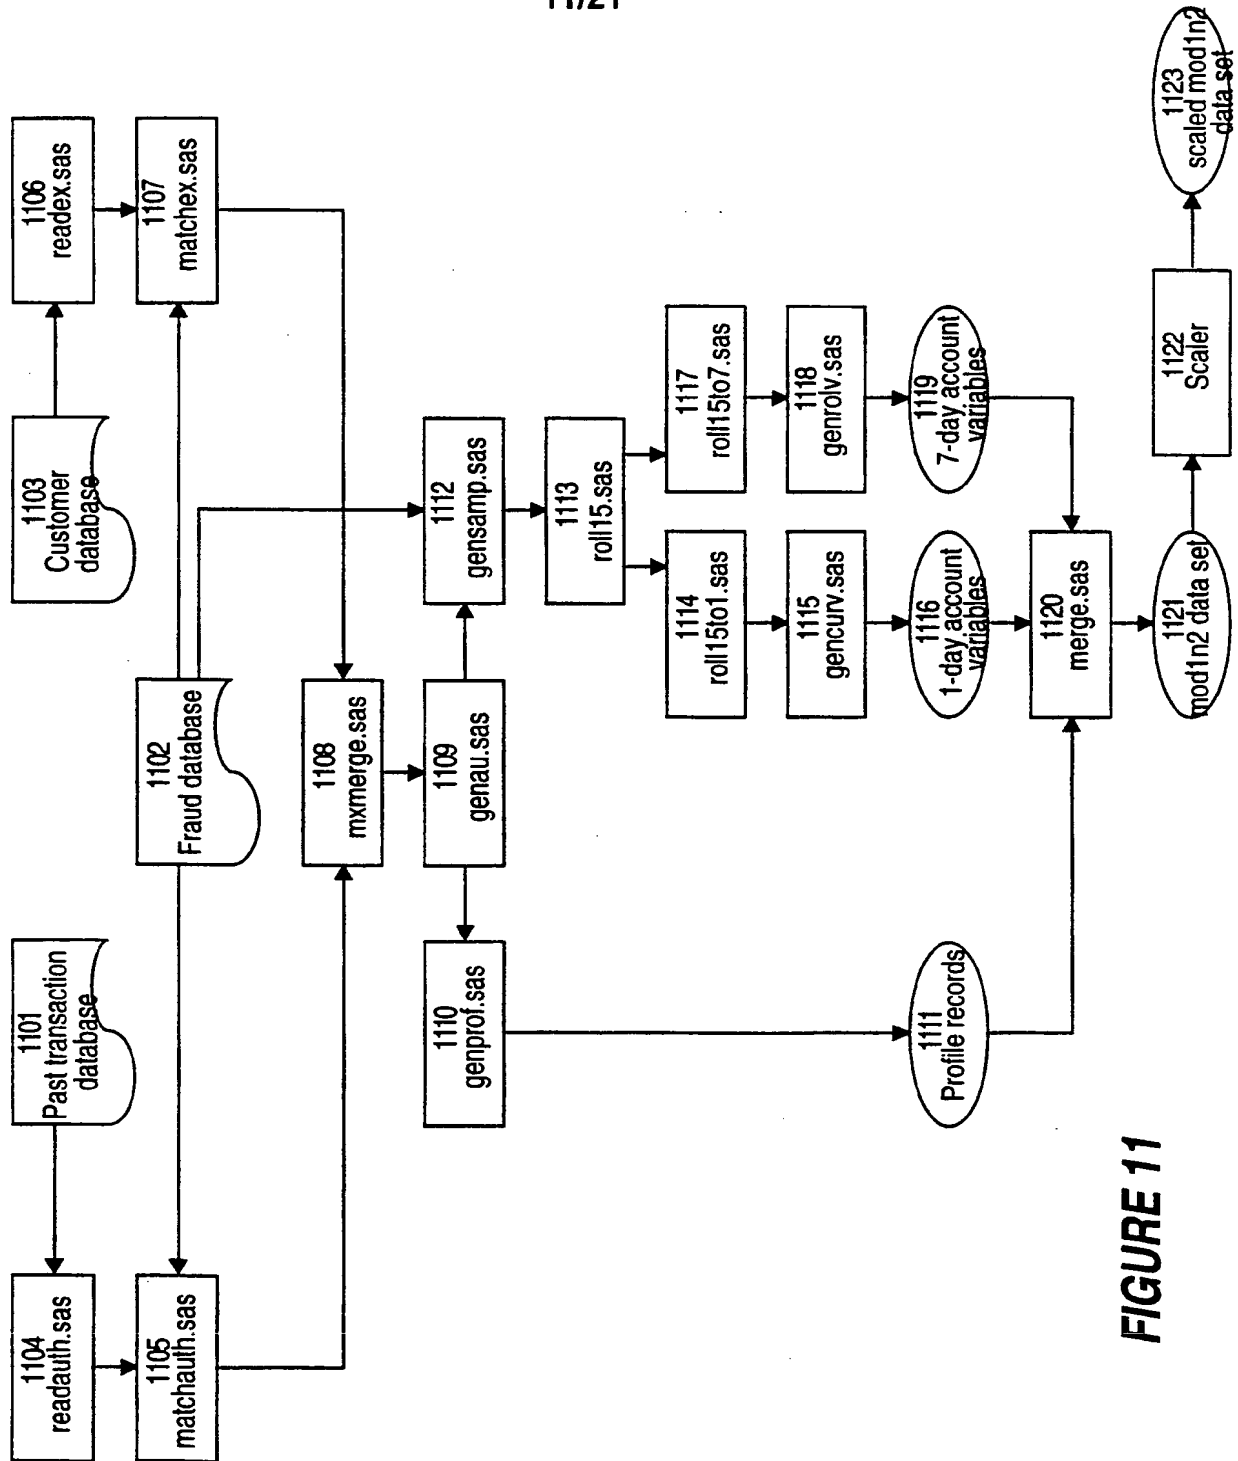 1101
Past transaction
database
1103
Customer
database
1104
readauth.sas
1106
readex.sas
1105
matchauth.sas
1102
Fraud database
1107
matchex.sas
1108
mxmerge.sas
1110
genprof.sas
1109
genau.sas
1112
gensamp.sas
1113
roll15.sas
1114
roll15to1.sas
1117
roll15to7.sas
1115
gencurv.sas
1118
genrolv.sas
1111
Profile records
1116
1-day account
variables
1119
7-day account
variables
1120
merge.sas
1121
mod1n2 data set
1122
Scaler
1123
scaled mod1n2
data set
FIGURE 11